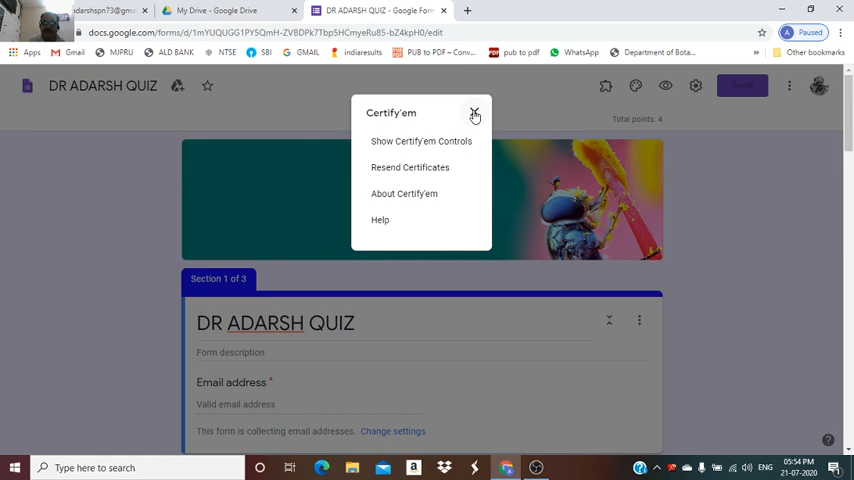 adarshspn73@gma
My Drive - Google Drive
DR ADARSH QUIZ - Google For
docs.google.com/forms/d/1mYUQUGG1PY5QmH-ZVBDPk7Tbp5HCmyeRu85-bZ4kpH0/edit
A Paused
Apps
Gmail
MJPRU
ALD BANK
NTSE
SBI
GMAIL
indiaresults
PUB to PDF – Conv...
pub to pdf
WhatsApp
Department of Bota...
»
Other bookmarks
DR ADARSH QUIZ
Send
Total points: 4
Certify'em
Show Certify'em Controls
Resend Certificates
About Certify'em
Help
Section 1 of 3
DR ADARSH QUIZ
Form description
Email address *
Valid email address
This form is collecting email addresses. Change settings
Type here to search
ENG
05:54 PM
21-07-2020